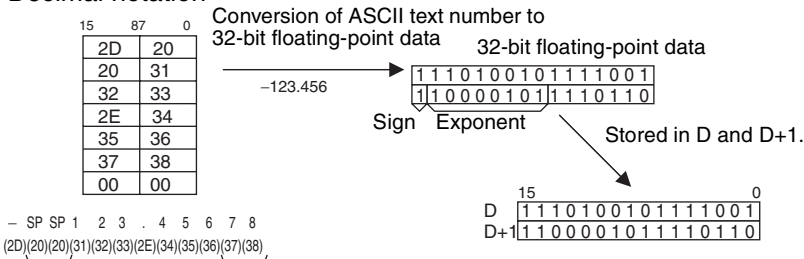 Decimal notation
15 87 0
2D 20
20 31
32 33
2E 34
35 36
37 38
00 00
Conversion of ASCII text number to
32-bit floating-point data
−123.456
32-bit floating-point data
1 1 1 0 1 0 0 1 0 1 1 1 1 0 0 1
1 1 0 0 0 0 1 0 1 1 1 1 0 1 1 0
Sign Exponent
Stored in D and D+1.
15 0
D 1 1 1 0 1 0 0 1 0 1 1 1 1 0 0 1
D+1 1 1 0 0 0 0 1 0 1 1 1 1 0 1 1 0
− SP SP 1 2 3 . 4 5 6 7 8
(2D)(20)(20)(31)(32)(33)(2E)(34)(35)(36)(37)(38)